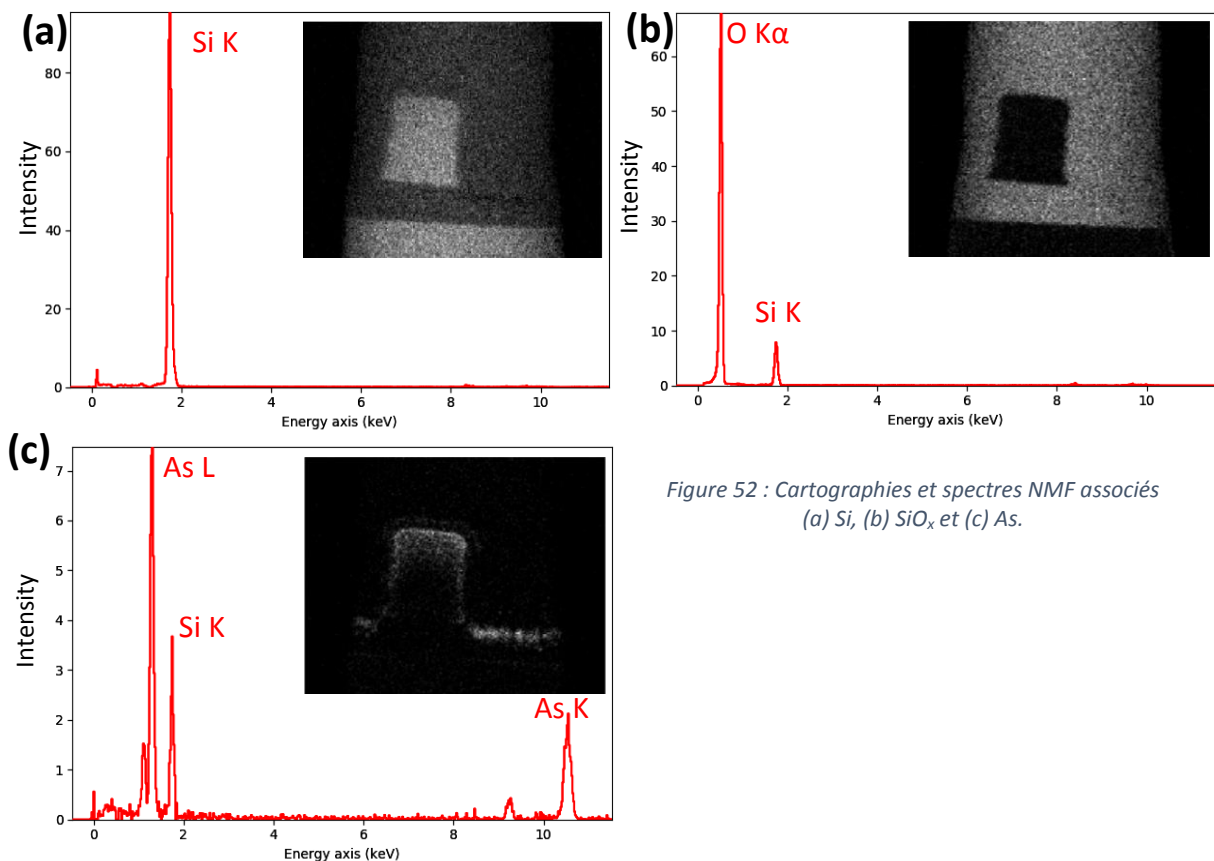 (a)
Si K
80
60
40
20
0
Intensity
0 2 4 6 8 10
Energy axis (keV)
(b)
O Kα
Si K
60
50
40
30
20
10
0
Intensity
0 2 4 6 8 10
Energy axis (keV)
(c)
As L
Si K
As K
7
6
5
4
3
2
1
0
Intensity
0 2 4 6 8 10
Energy axis (keV)
Figure 52 : Cartographies et spectres NMF associés
(a) Si, (b) SiOₓ et (c) As.